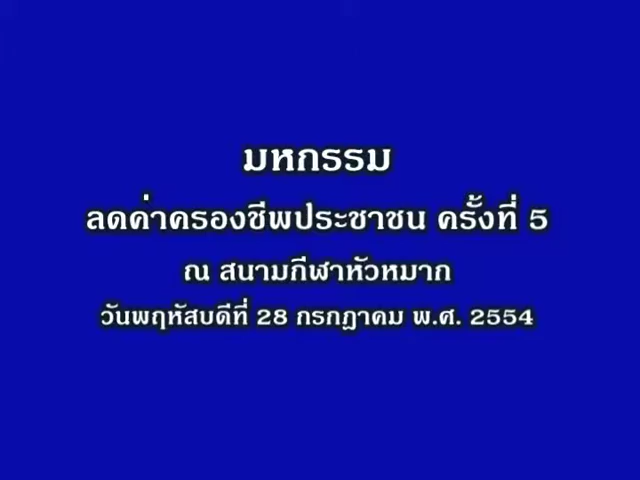 มหกรรม
ลดค่าครองชีพประชาชน ครั้งที่ 5
ณ สนามกีฬาหัวหมาก
วันพฤหัสบดีที่ 28 กรกฎาคม พ.ศ. 2554